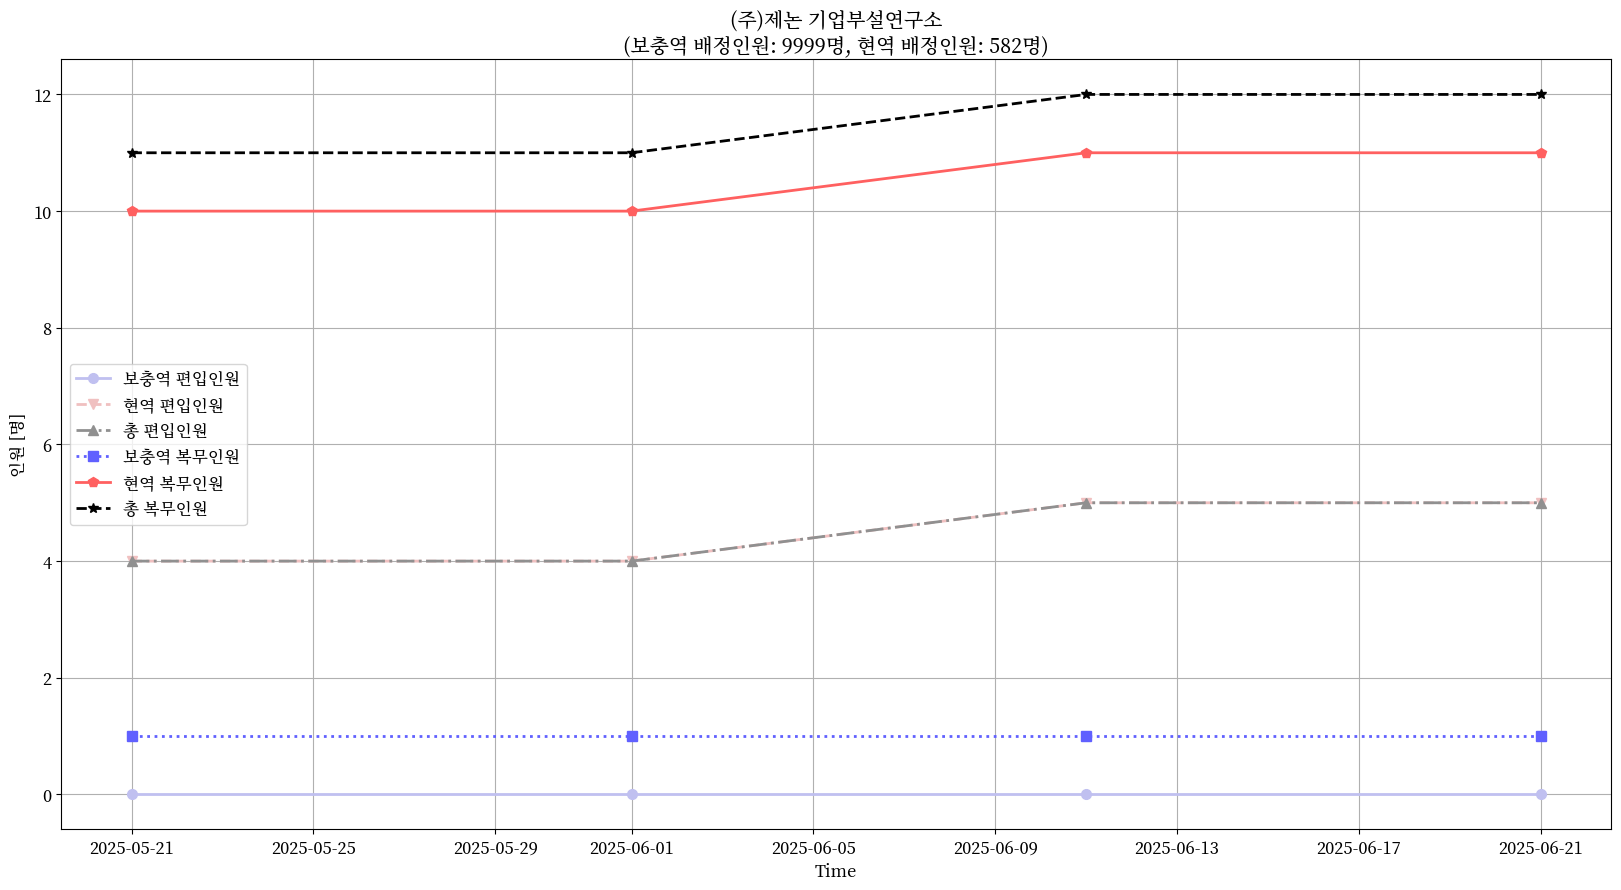 (주)제논 기업부설연구소
(보충역 배정인원: 9999명, 현역 배정인원: 582명)
12
10
8
6
4
2
0
인원 [명]
보충역 편입인원
현역 편입인원
총 편입인원
보충역 복무인원
현역 복무인원
총 복무인원
2025-05-21 2025-05-25 2025-05-29 2025-06-01 2025-06-05 2025-06-09 2025-06-13 2025-06-17 2025-06-21
Time